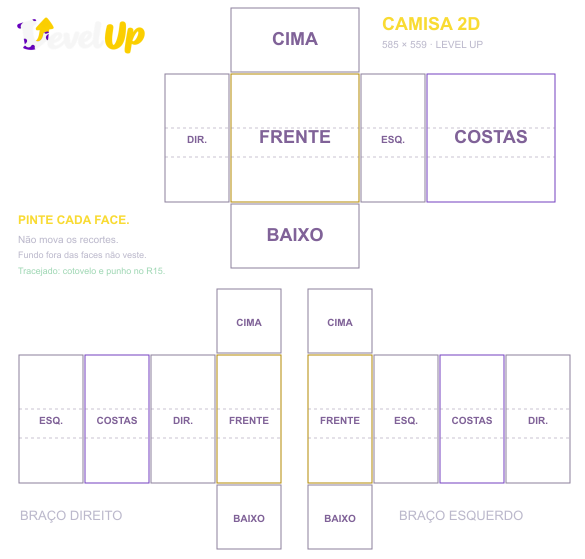 Level Up
CIMA
CAMISA 2D
585 × 559 · LEVEL UP
DIR.
FRENTE
ESQ.
COSTAS
BAIXO
PINTE CADA FACE.
Não mova os recortes.
Fundo fora das faces não veste.
Tracejado: cotovelo e punho no R15.
CIMA
CIMA
ESQ.
COSTAS
DIR.
FRENTE
FRENTE
ESQ.
COSTAS
DIR.
BAIXO
BAIXO
BRAÇO DIREITO
BRAÇO ESQUERDO